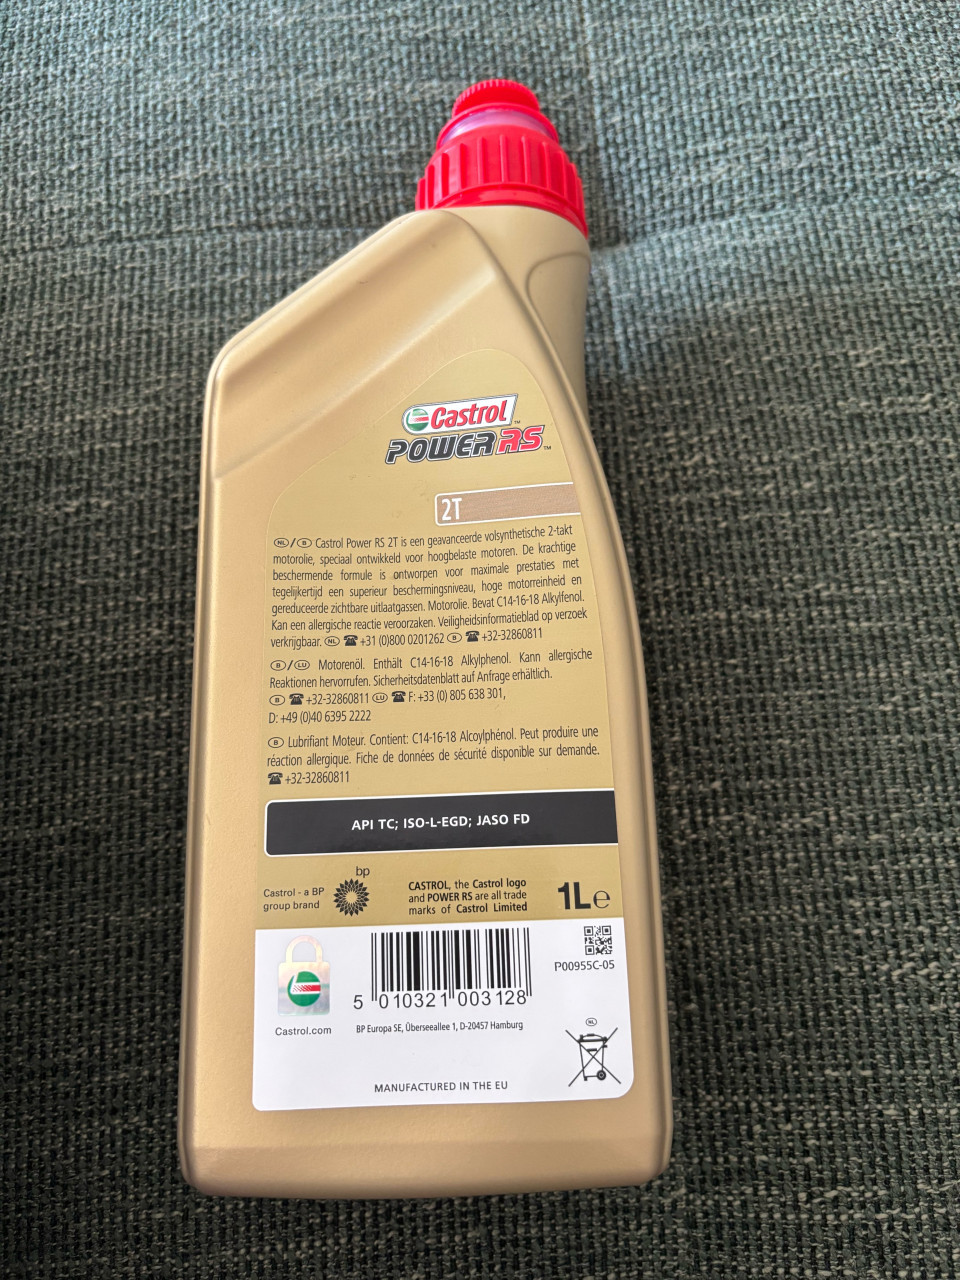 Castrol™
POWER RS™
2T
NL/B Castrol Power RS 2T is een geavanceerde volsynthetische 2-takt
motorolie, speciaal ontwikkeld voor hoogbelaste motoren. De krachtige
beschermende formule is ontworpen voor maximale prestaties met
tegelijkertijd een superieur beschermingsniveau, hoge motorreinheid en
gereduceerde zichtbare uitlaatgassen. Motorolie. Bevat C14-16-18 Alkylfenol.
Kan een allergische reactie veroorzaken. Veiligheidsinformatieblad op verzoek
verkrijgbaar. NL ☎ +31 (0)800 0201262 B ☎ +32-32860811
B/LU Motorenöl. Enthält C14-16-18 Alkylphenol. Kann allergische
Reaktionen hervorrufen. Sicherheitsdatenblatt auf Anfrage erhältlich.
B ☎ +32-32860811 LU ☎ F: +33 (0) 805 638 301,
D: +49 (0)40 6395 2222
B Lubrifiant Moteur. Contient: C14-16-18 Alcoylphénol. Peut produire une
réaction allergique. Fiche de données de sécurité disponible sur demande.
☎ +32-32860811
API TC; ISO-L-EGD; JASO FD
bp
Castrol - a BP
group brand
CASTROL, the Castrol logo
and POWER RS are all trade
marks of Castrol Limited
1L e
P00955C-05
5 010321 003128
Castrol.com
BP Europa SE, Überseeallee 1, D-20457 Hamburg
NL
MANUFACTURED IN THE EU